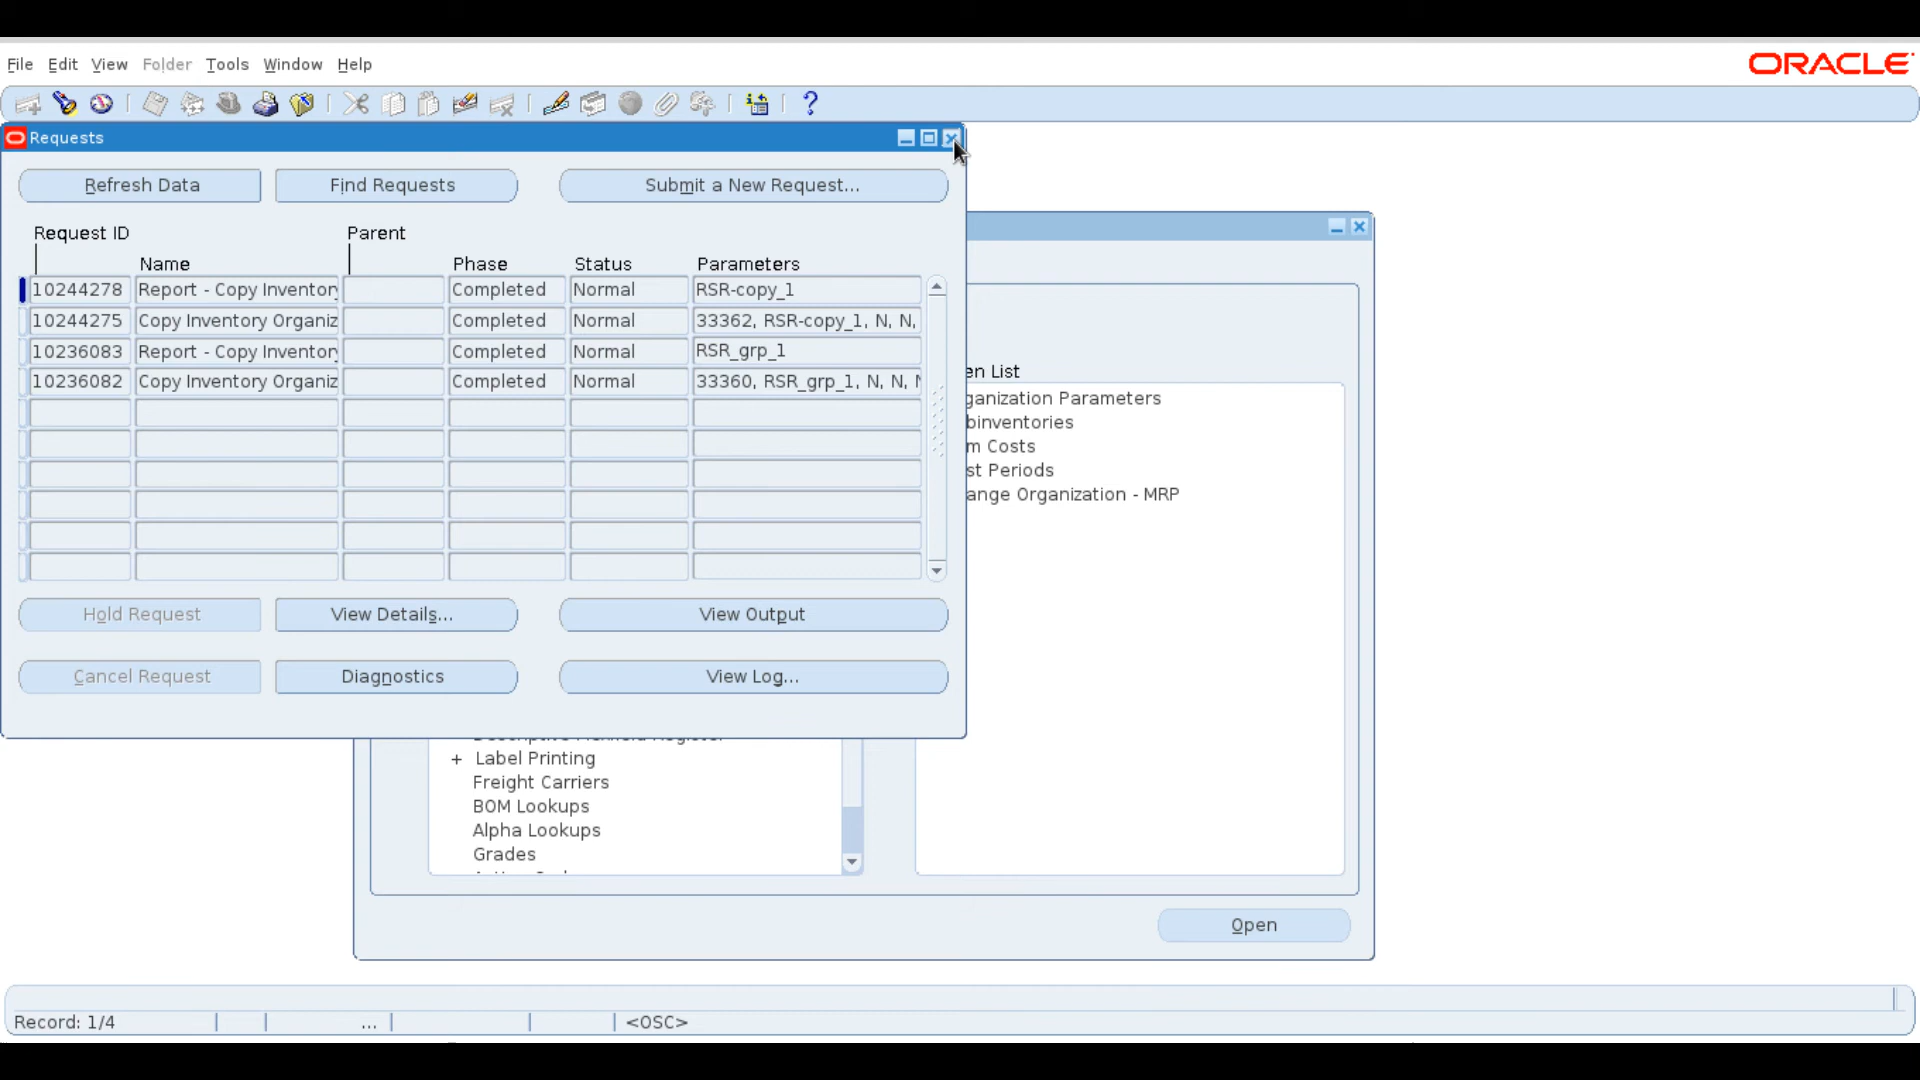 File Edit View Folder Tools Window Help
ORACLE
Requests
Refresh Data Find Requests Submit a New Request...
Request ID Parent
Name Phase Status Parameters
10244278 Report - Copy Inventory Completed Normal RSR-copy_1
10244275 Copy Inventory Organiz Completed Normal 33362, RSR-copy_1, N, N,
10236083 Report - Copy Inventory Completed Normal RSR_grp_1
10236082 Copy Inventory Organiz Completed Normal 33360, RSR_grp_1, N, N, N
Hold Request View Details... View Output
Cancel Request Diagnostics View Log...
en List
ganization Parameters
binventories
m Costs
st Periods
ange Organization - MRP
+ Label Printing
Freight Carriers
BOM Lookups
Alpha Lookups
Grades
Open
Record: 1/4 ... <OSC>